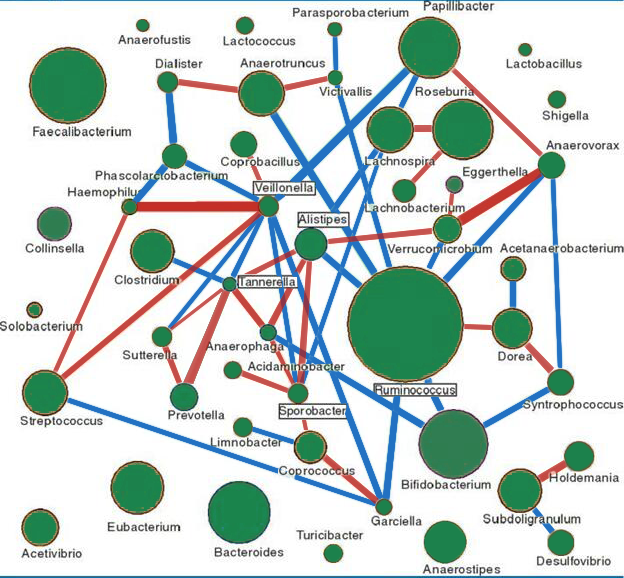 Papillibacter
Parasporobacterium
Anaerofustis
Lactococcus
Lactobacillus
Dialister
Anaerotruncus
Victivallis
Roseburia
Faecalibacterium
Shigella
Anaerovorax
Coprobacillus
Lachnospira
Eggerthella
Phascolarctobacterium
Haemophilus
Veillonella
Lachnobacterium
Alistipes
Collinsella
Verrucomicrobium
Acetanaerobacterium
Clostridium
Tannerella
Solobacterium
Anaerophaga
Sutterella
Dorea
Acidaminobacter
Ruminococcus
Streptococcus
Prevotella
Sporobacter
Syntrophococcus
Limnobacter
Coprococcus
Bifidobacterium
Holdemania
Garciella
Subdoligranulum
Eubacterium
Acetivibrio
Bacteroides
Turicibacter
Anaerostipes
Desulfovibrio